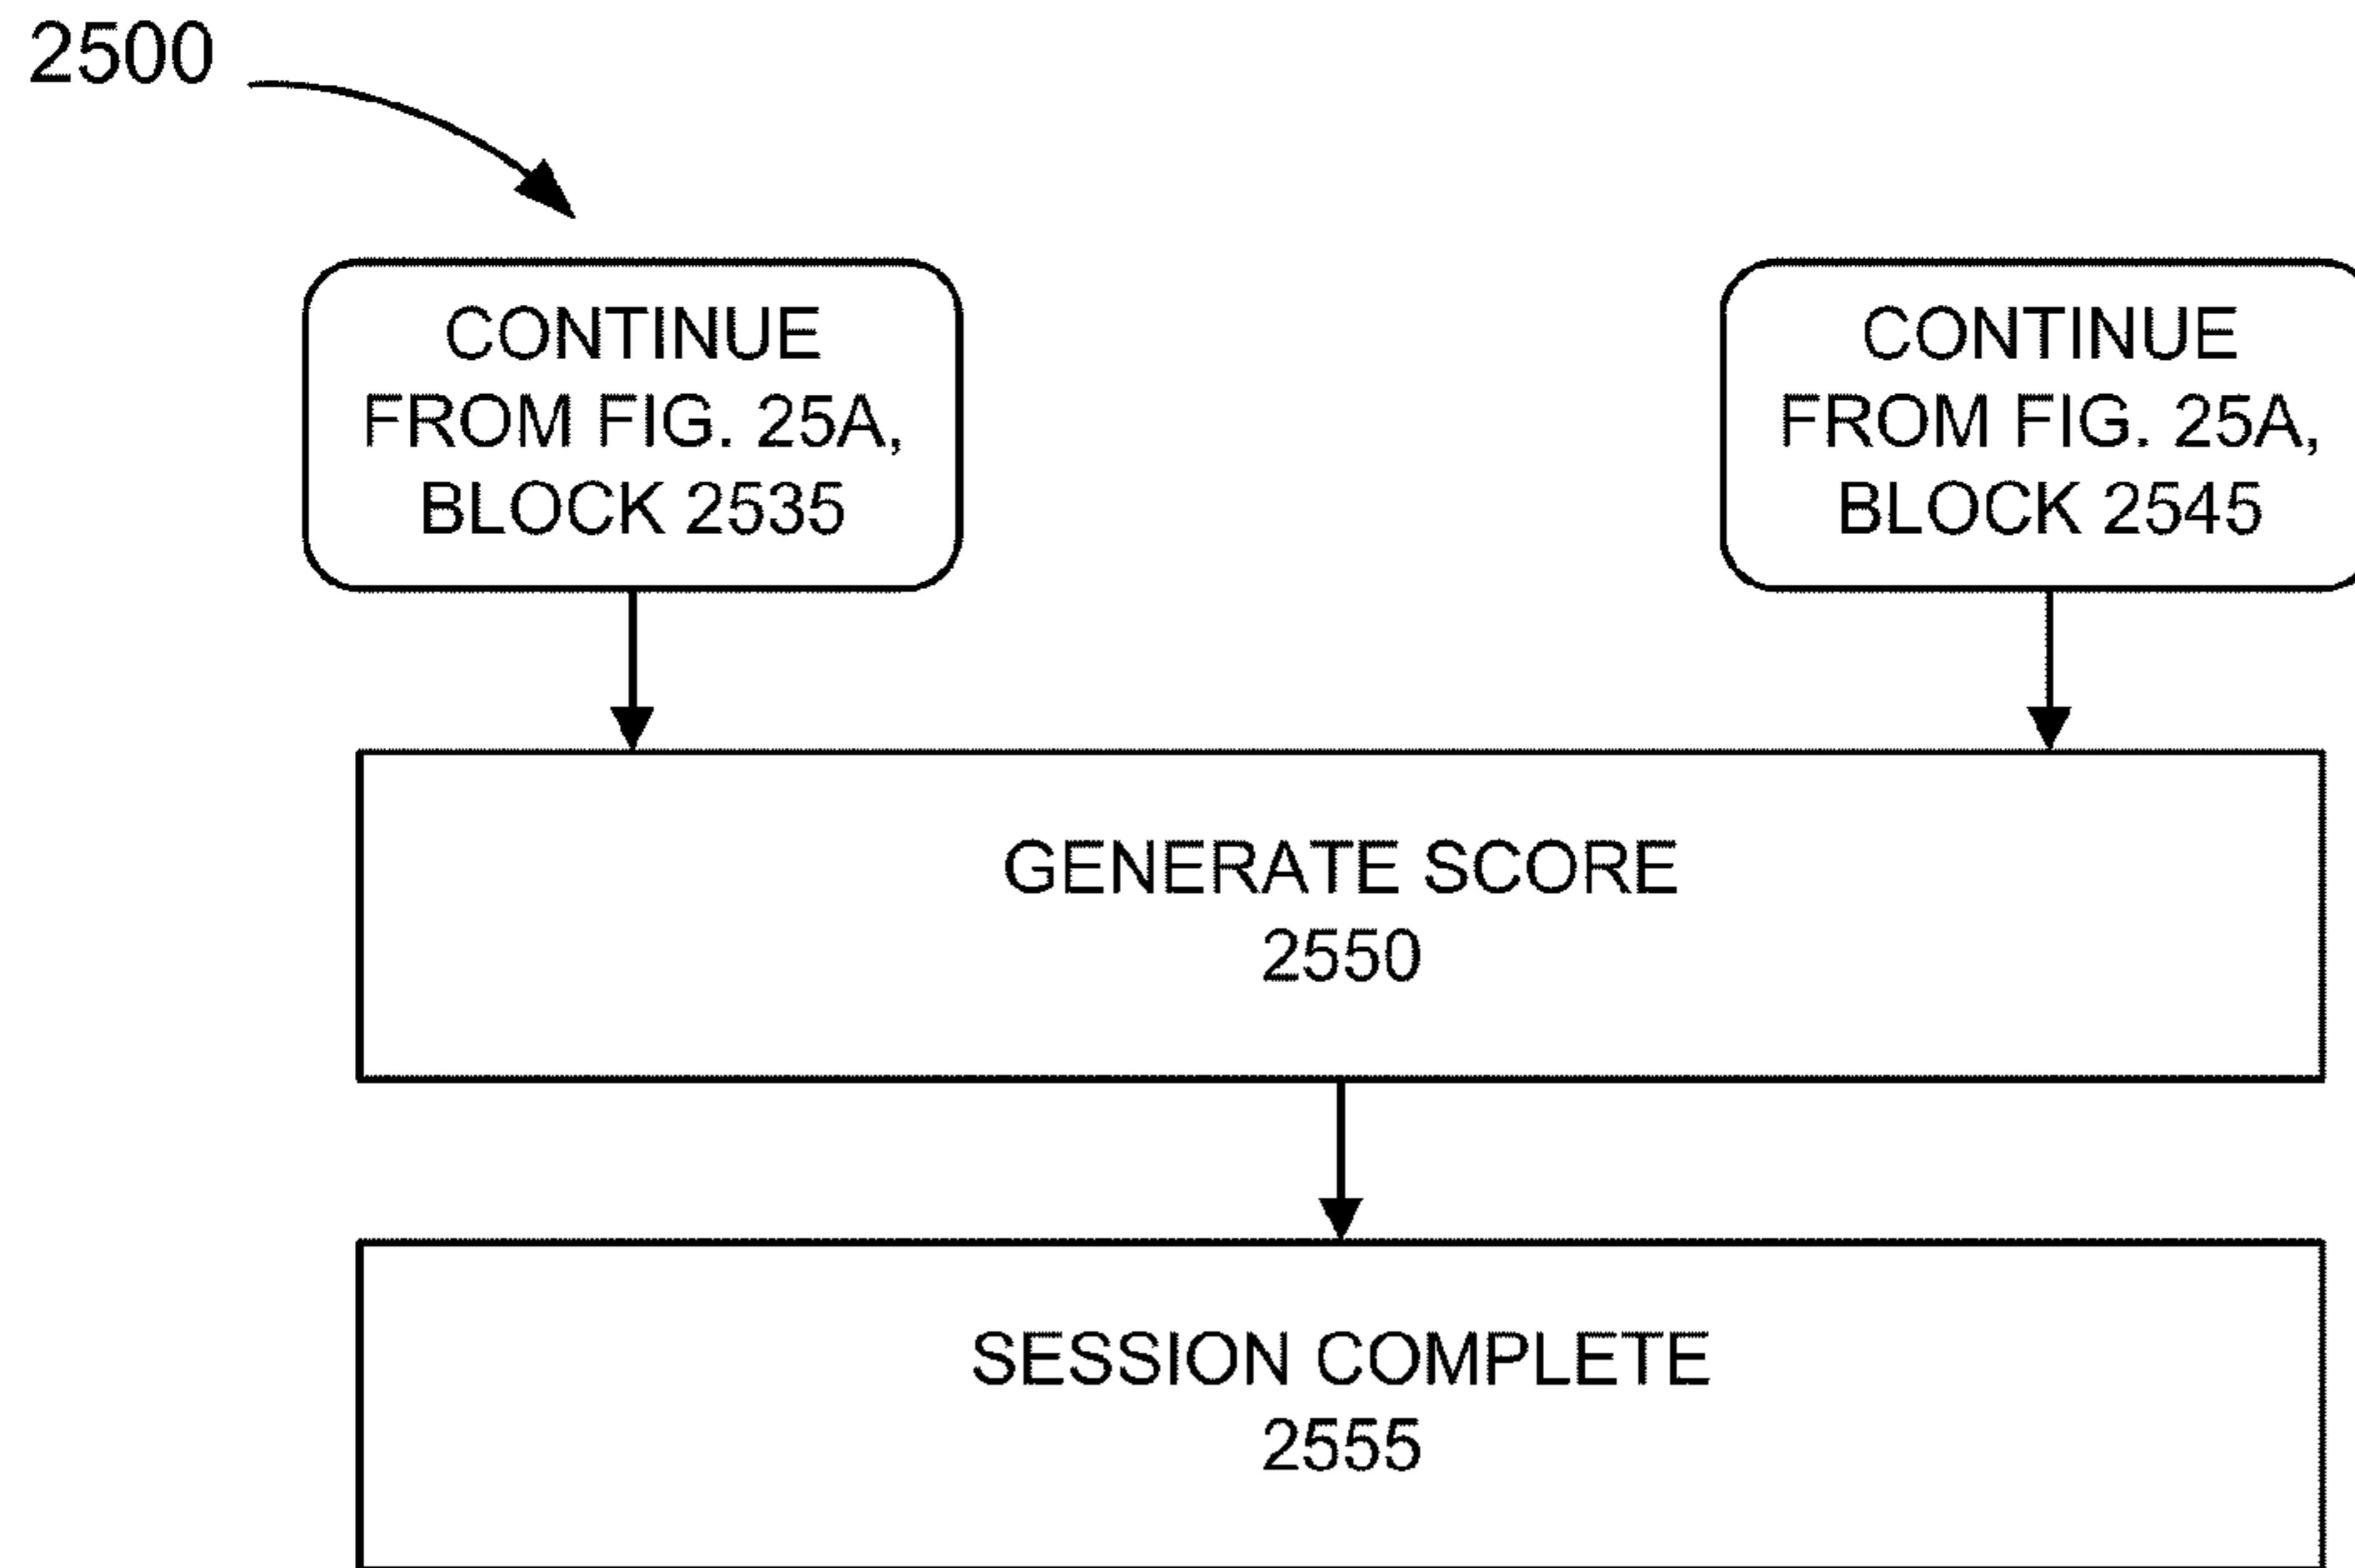 2500
CONTINUE
FROM FIG. 25A,
BLOCK 2535
CONTINUE
FROM FIG. 25A,
BLOCK 2545
GENERATE SCORE
2550
SESSION COMPLETE
2555